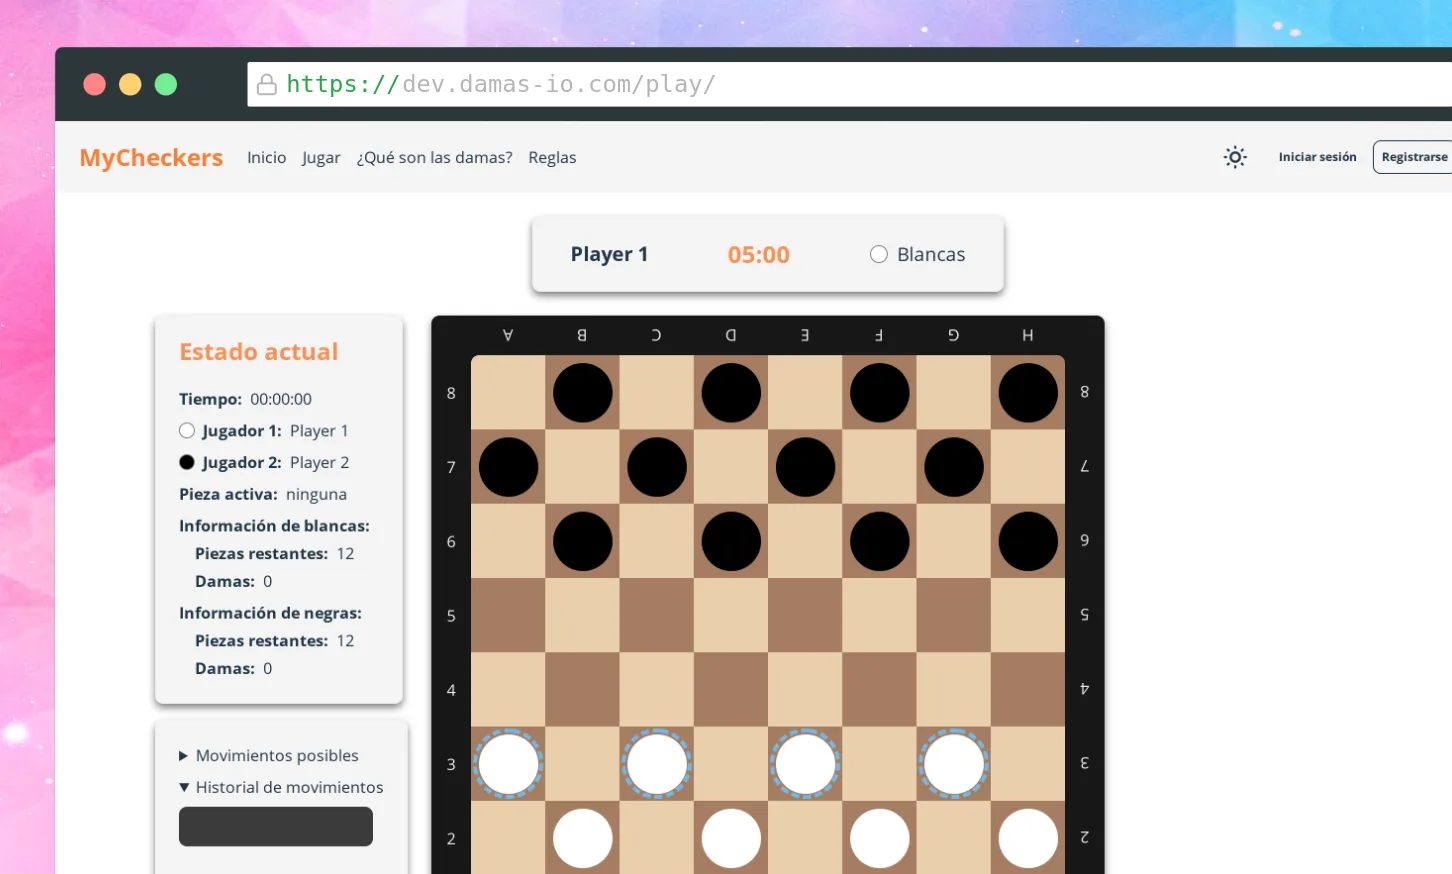 https://dev.damas-io.com/play/
MyCheckers Inicio Jugar ¿Qué son las damas? Reglas Iniciar sesión Registrarse
Player 1 05:00 Blancas
Estado actual
Tiempo: 00:00:00
Jugador 1: Player 1
Jugador 2: Player 2
Pieza activa: ninguna
Información de blancas:
Piezas restantes: 12
Damas: 0
Información de negras:
Piezas restantes: 12
Damas: 0
Movimientos posibles
Historial de movimientos
A B C D E F G H
8 8
7 7
6 6
5 5
4 4
3 3
2 2